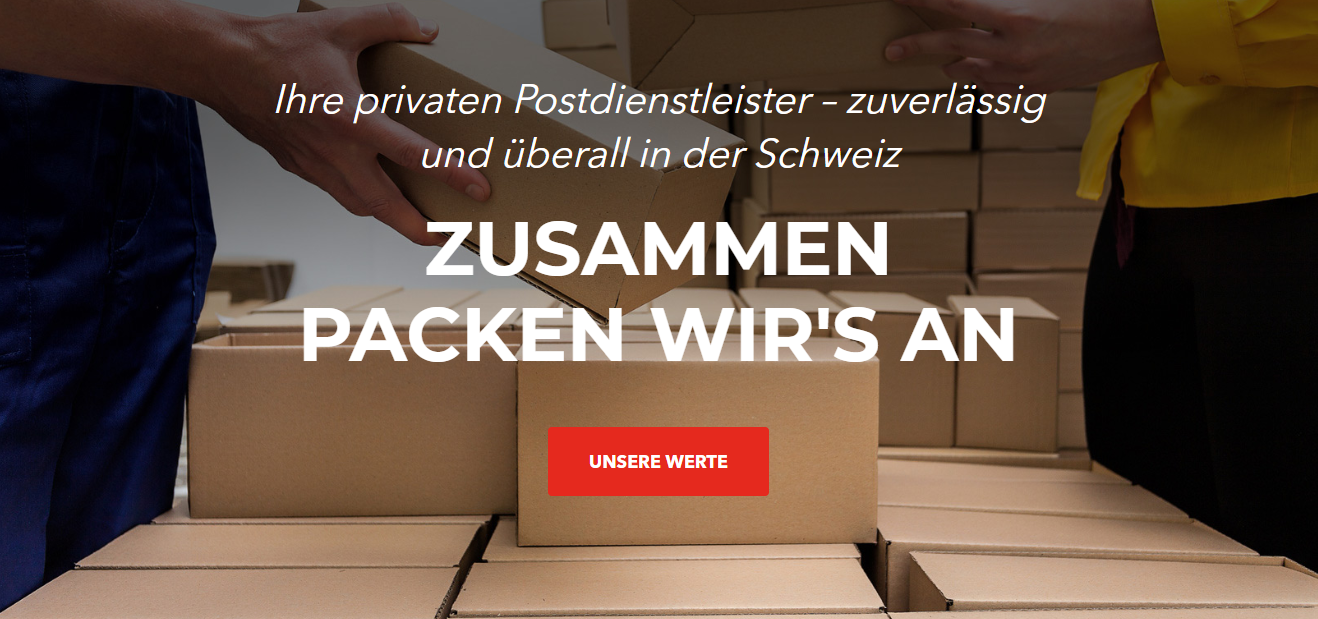 Ihre privaten Postdienstleister – zuverlässig
und überall in der Schweiz
ZUSAMMEN
PACKEN WIR'S AN
UNSERE WERTE